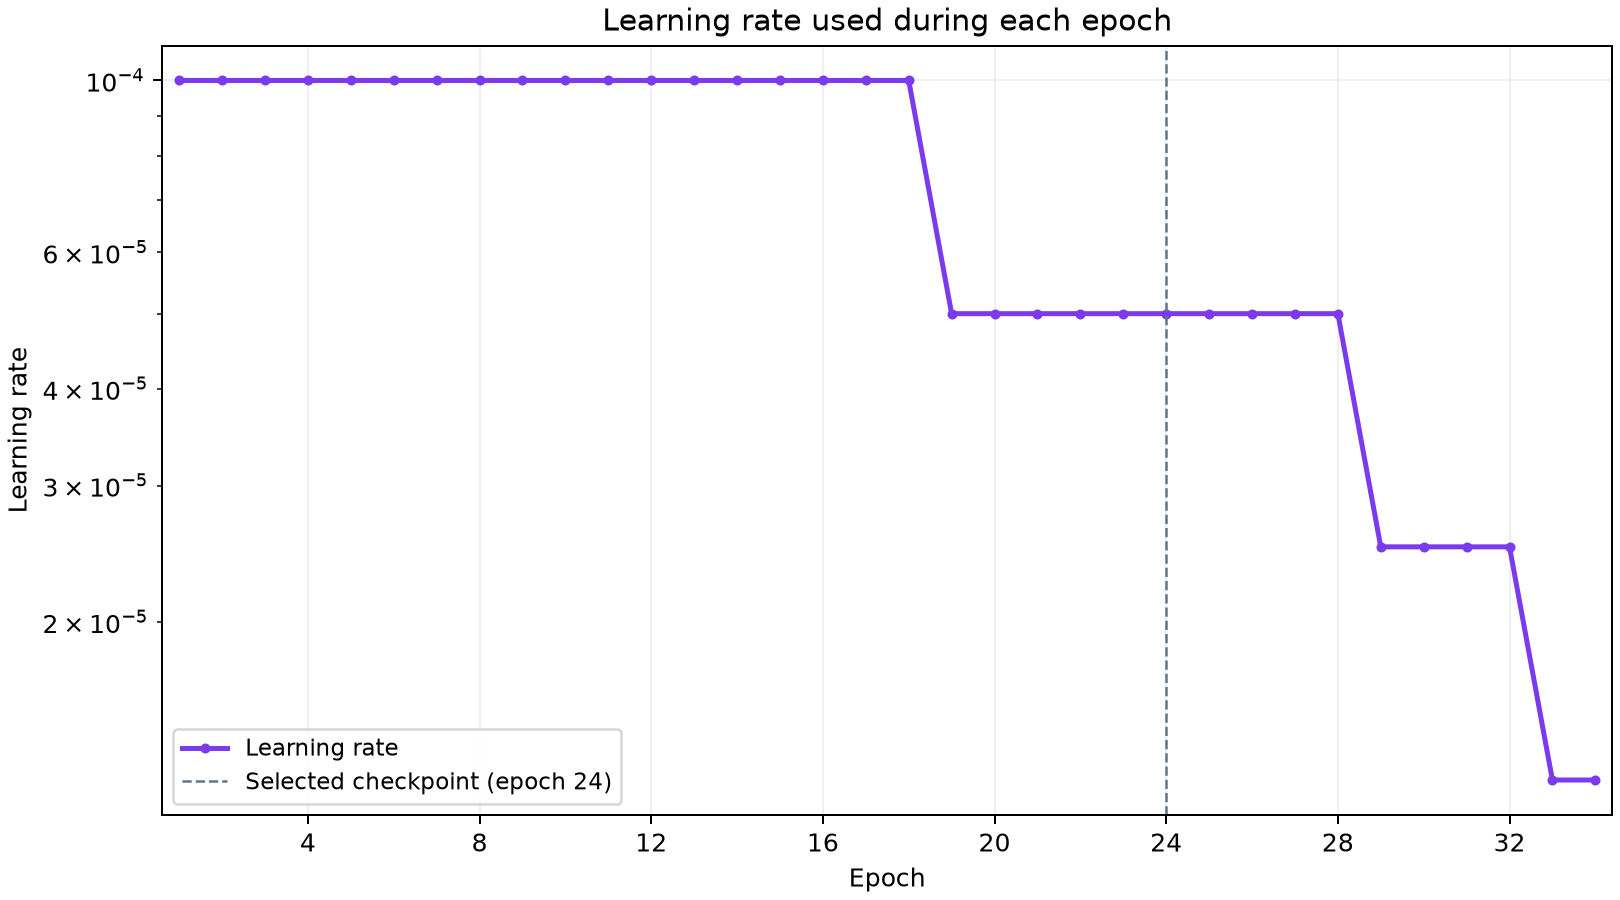 Learning rate used during each epoch
10⁻⁴
6 × 10⁻⁵
4 × 10⁻⁵
3 × 10⁻⁵
2 × 10⁻⁵
Learning rate
Learning rate
Selected checkpoint (epoch 24)
4 8 12 16 20 24 28 32
Epoch